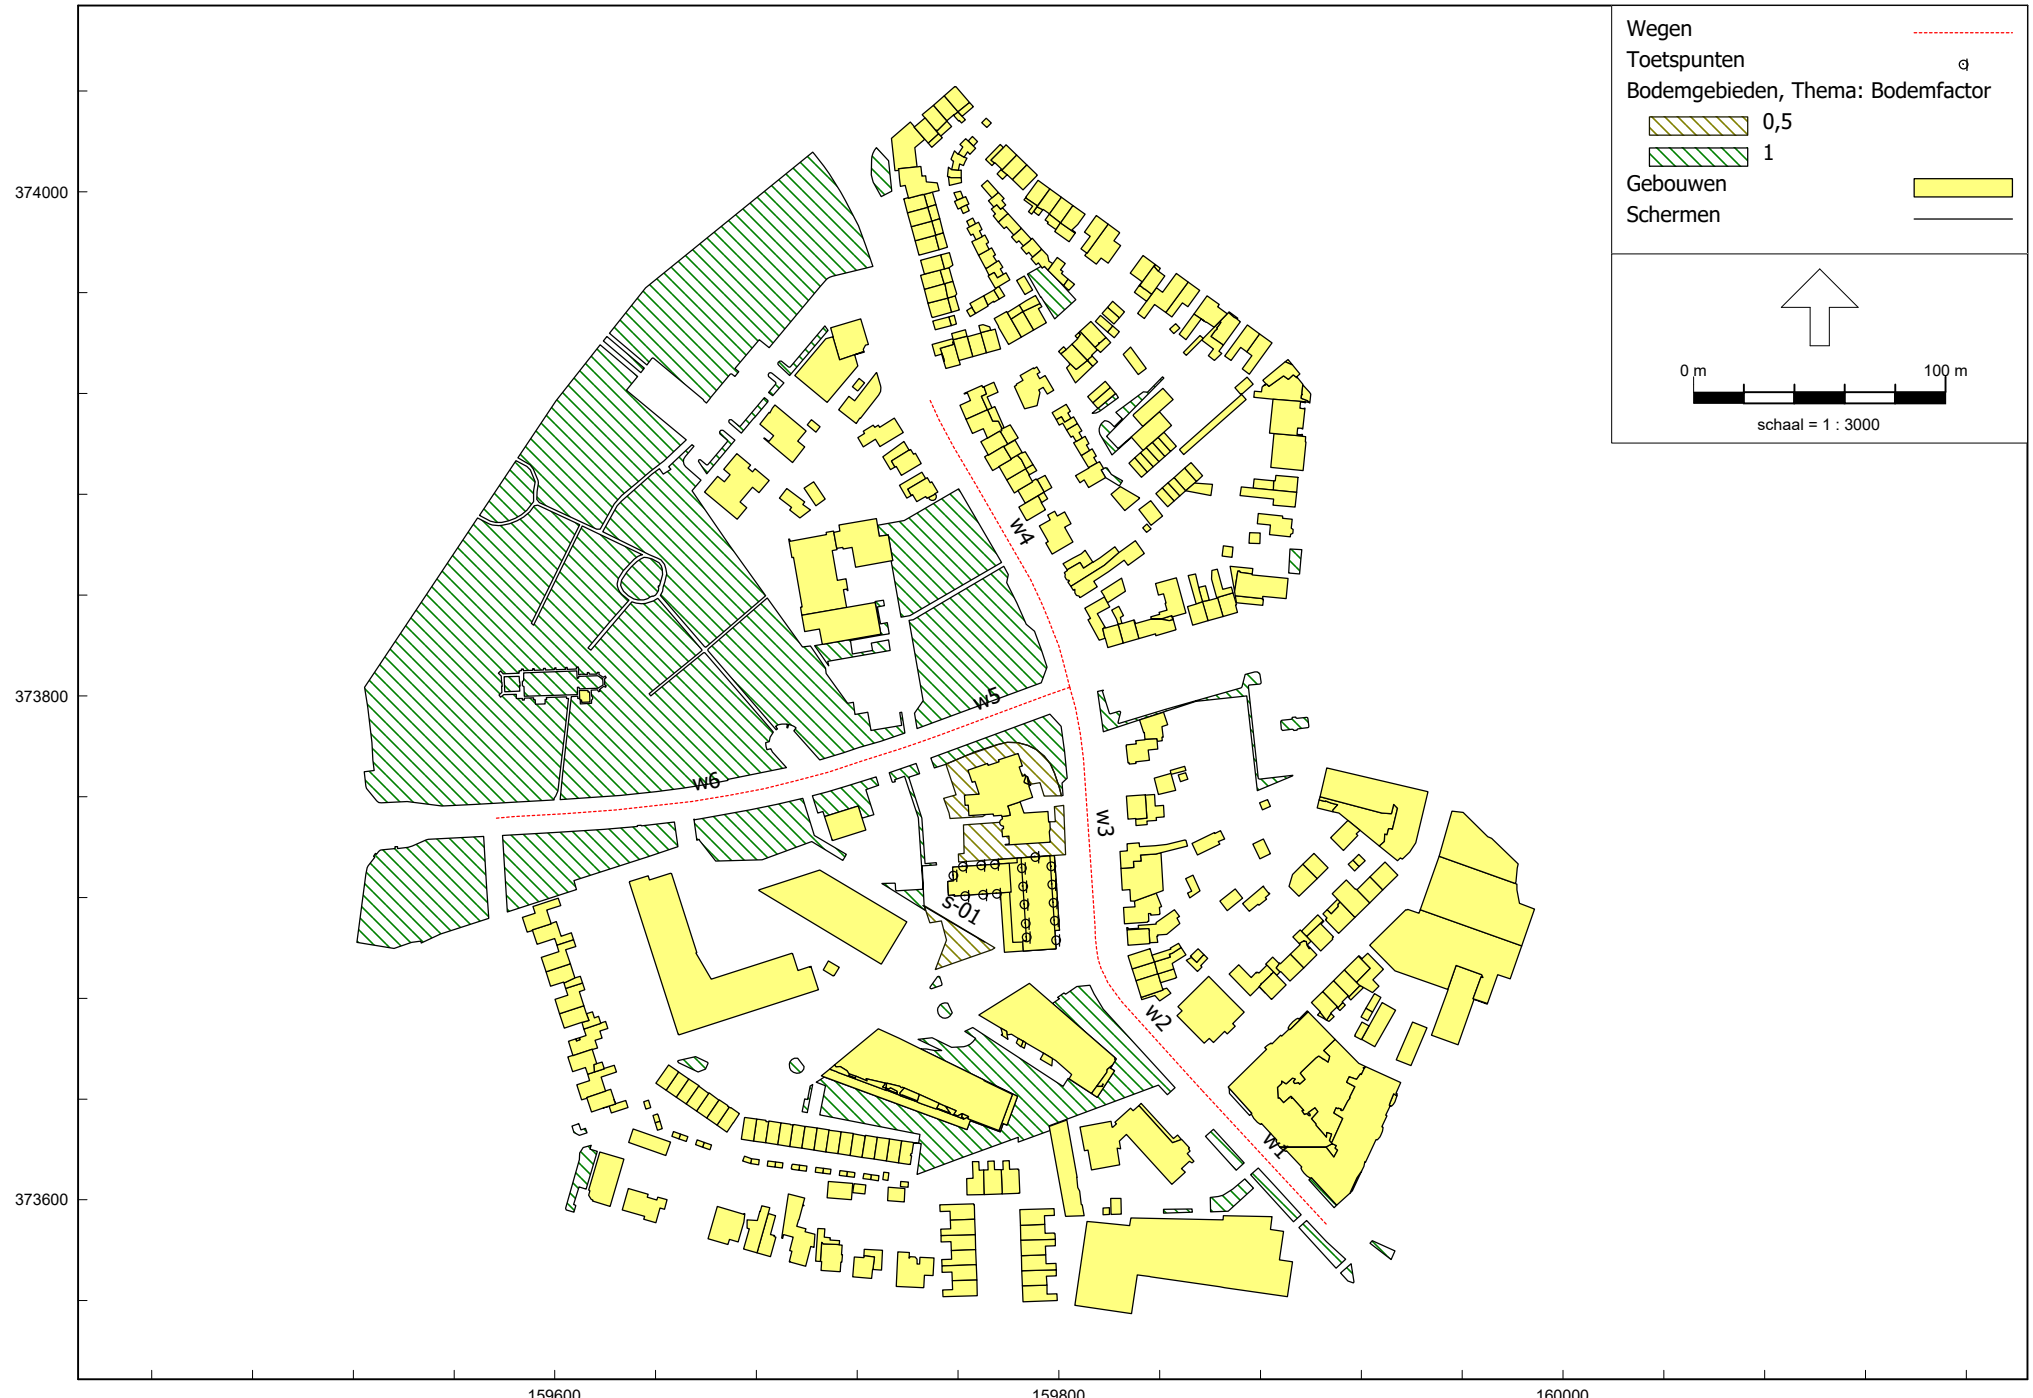 Wegen
Toetspunten
Bodemgebieden, Thema: Bodemfactor
0,5
1
Gebouwen
Schermen
0 m 100 m
schaal = 1 : 3000
374000
373800
373600
w4
w5
w6
w3
s-01
w2
w1
159600 159800 160000